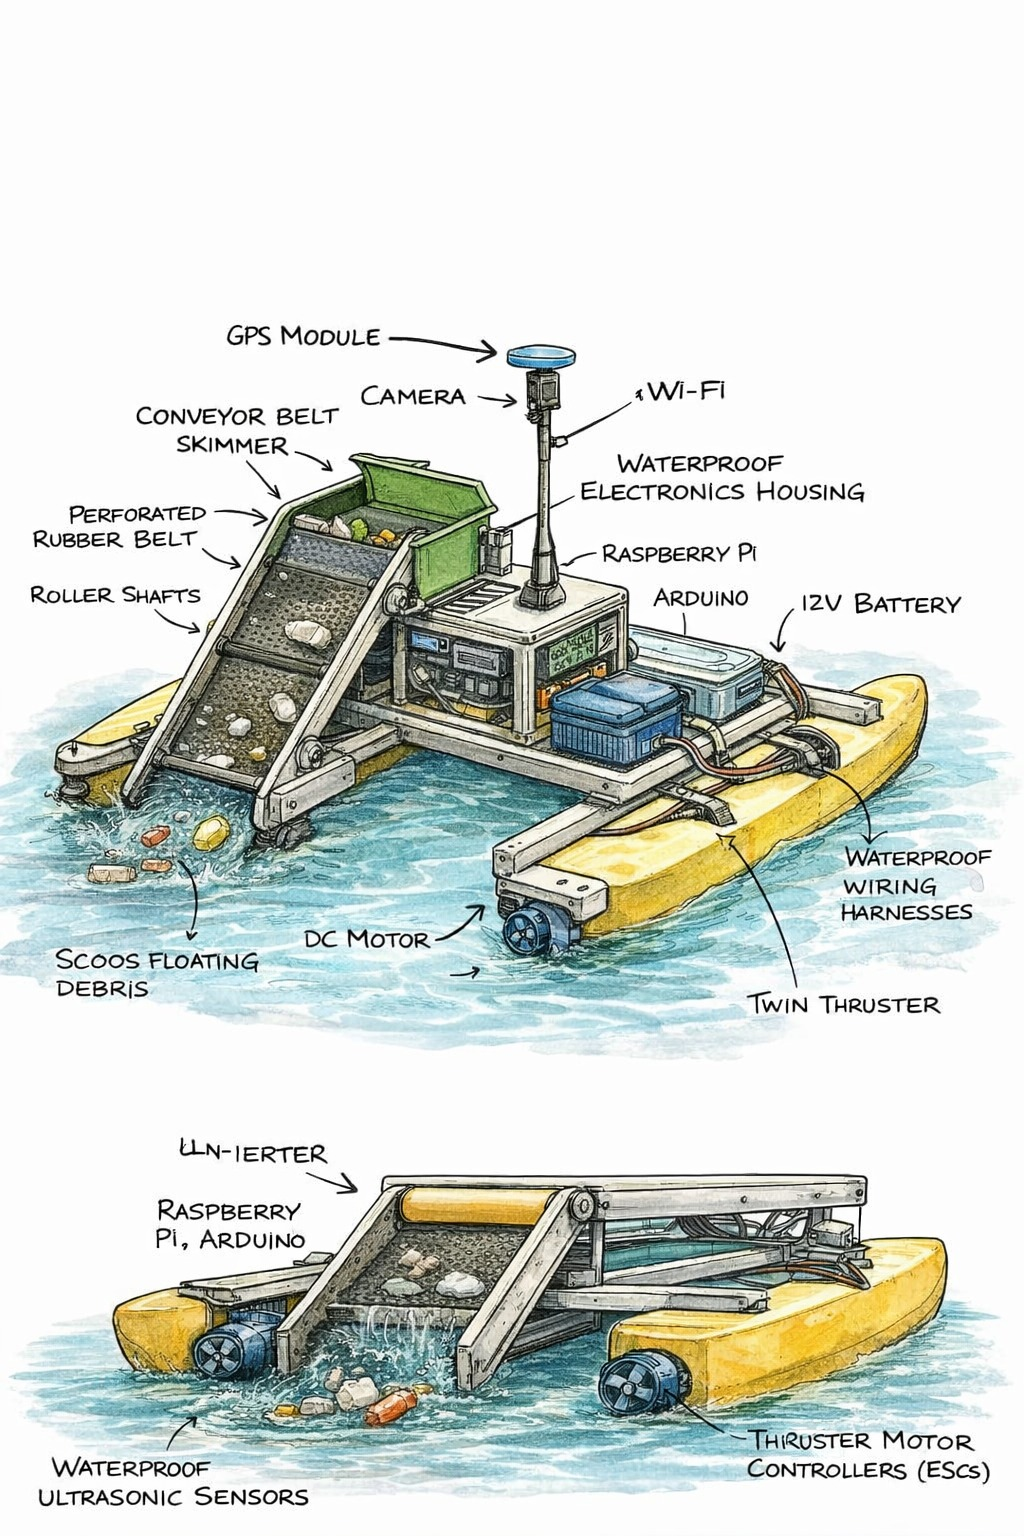 GPS MODULE
CAMERA
Wi-Fi
CONVEYOR BELT
SKIMMER
WATERPROOF
ELECTRONICS HOUSING
PERFORATED
RUBBER BELT
RASPBERRY Pi
ROLLER SHAFTS
ARDUINO
12V BATTERY
WATERPROOF
WIRING
HARNESSES
DC MOTOR
SCOOS FLOATING
DEBRIS
TWIN THRUSTER
RASPBERRY
Pi, ARDUINO
THRUSTER MOTOR
CONTROLLERS (ESCs)
WATERPROOF
ULTRASONIC SENSORS